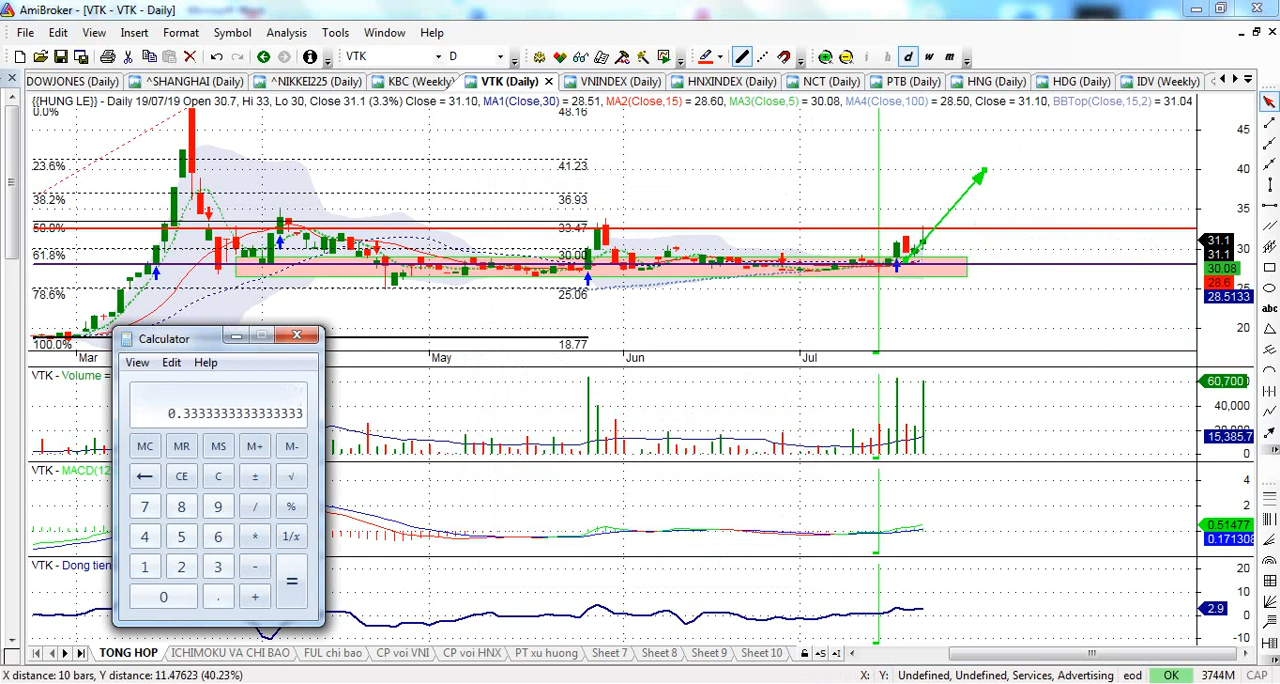 AmiBroker - [VTK - VTK - Daily]
File Edit View Insert Format Symbol Analysis Tools Window Help
VTK D i h d w m
DOWJONES (Daily) ^SHANGHAI (Daily) ^NIKKEI225 (Daily) KBC (Weekly) VTK (Daily) VNINDEX (Daily) HNXINDEX (Daily) NCT (Daily) PTB (Daily) HNG (Daily) HDG (Daily) IDV (Weekly)
{{HUNG LE}} - Daily 19/07/19 Open 30.7, Hi 33, Lo 30, Close 31.1 (3.3%) Close = 31.10, MA1(Close,30) = 28.51, MA2(Close,15) = 28.60, MA3(Close,5) = 30.08, MA4(Close,100) = 28.50, Close = 31.10, BBTop(Close,15,2) = 31.04
0.0% 48.16
45
23.6% 41.23
40
38.2% 36.93
35
50.0% 33.47
31.1
30
61.8% 30.00
31.1
30.08
28.6
25
78.6% 25.06
28.5133
20
100.0% 18.77
Mar May Jun Jul
VTK - Volume =
60,700
40,000
15,385.7
VTK - MACD(12
4
2
0.51477
0.171308
VTK - Dong tien
20
10
2.9
0
-10
Calculator
View Edit Help
0.3333333333333333
MC MR MS M+ M-
← CE C ± √
7 8 9 / %
4 5 6 * 1/x
1 2 3 - =
0 . +
abc
TONG HOP ICHIMOKU VA CHI BAO FUL chi bao CP voi VNI CP voi HNX PT xu huong Sheet 7 Sheet 8 Sheet 9 Sheet 10
X distance: 10 bars, Y distance: 11.47623 (40.23%) X: Y: Undefined, Undefined, Services, Advertising eod OK 3744M CAP